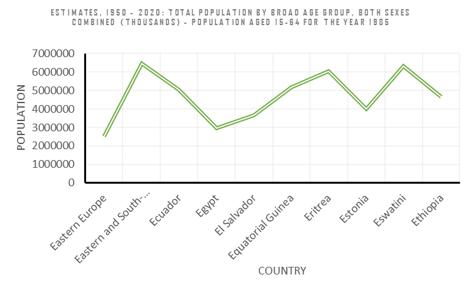 ESTIMATES, 1950 - 2020: TOTAL POPULATION BY BROAD AGE GROUP, BOTH SEXES
COMBINED (THOUSANDS) - POPULATION AGED 15-64 FOR THE YEAR 1985
7000000
6000000
5000000
4000000
3000000
2000000
1000000
0
POPULATION
Eastern Europe
Eastern and South-...
Ecuador
Egypt
El Salvador
Equatorial Guinea
Eritrea
Estonia
Eswatini
Ethiopia
COUNTRY